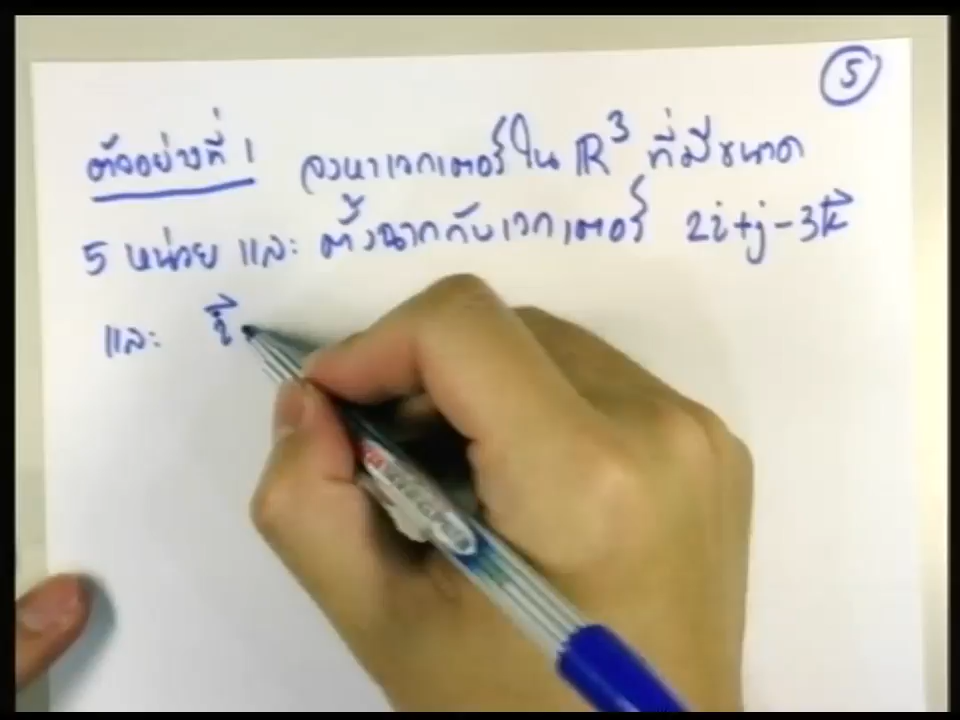 5
ตัวอย่างที่ 1 จงหาเวกเตอร์ใน ℝ³ ที่มีขนาด
5 หน่วย และ ตั้งฉากกับเวกเตอร์ 2i+j-3k⃗
และ i⃗